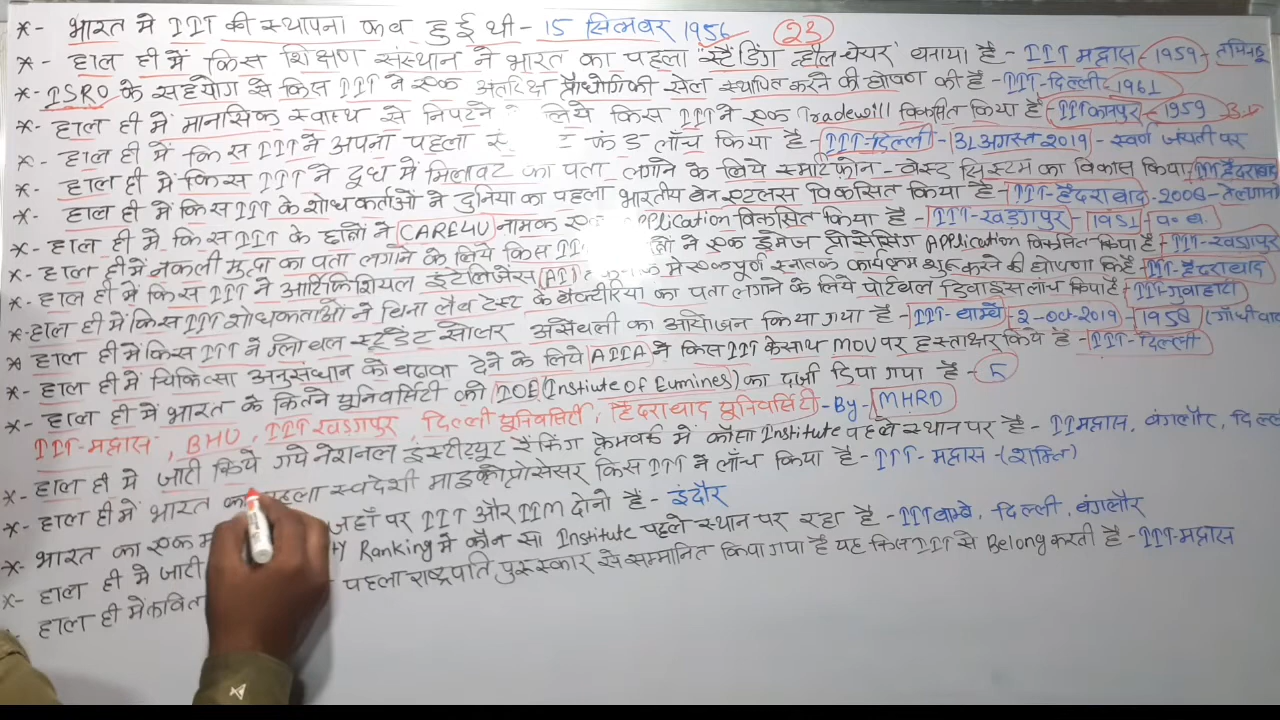 *- भारत में IIT की स्थापना कब हुई थी - 15 सितम्बर 1956 (23)
*- हाल ही में किस शिक्षण संस्थान ने भारत का पहला "स्टैंडिंग व्हील-चेयर" बनाया है - IIT मद्रास - 1959 - तमिलनाडु
*- ISRO के सहयोग से किस IIT ने एक अंतरिक्ष प्रौद्योगिकी सेल स्थापित करने की घोषणा की है - IIT-दिल्ली - 1961
*- हाल ही में मानसिक स्वास्थ से निपटने लिये किस IIT ने एक Tradewill विकसित किया है IIT कानपुर - 1959
*- हाल ही में किस IIT ने अपना पहला फंड लॉंच किया है - IIT-दिल्ली - 31 अगस्त 2019 - स्वर्ण जयंती पर
*- हाल ही में किस IIT ने दूध में मिलावट का पता लगाने के लिये स्मार्ट फोन - वेस्ट सिस्टम का विकास किया IIT हैदराबाद
*- हाल ही में किस IIT के शोधकर्ताओं ने दुनिया का पहला भारतीय बेन एटलस विकसित किया है - IIT-हैदराबाद - 2008 - तेलंगाना
*- हाल ही में किस IIT के छात्रों ने CARE4U नामक Application विकसित किया है - IIT-खड़गपुर - 1951 प० ब.
*- हाल ही में नकली मुद्रा का पता लगाने के लिये किस ने एक इमेज प्रोसेसिंग Application विकसित किया है - IIT-खड़गपुर
*- हाल ही में किस IIT ने आर्टिफिशियल इंटेलिजेंस में एक पूर्ण स्नातक कार्यक्रम शुरू करने की घोषणा कि है - IIT-हैदराबाद
*- हाल ही में किस IIT शोधकर्ताओं ने बिना लैब टेस्ट के बैक्टीरिया का पता लगाने के लिये पोर्टेबल डिवाइस लॉंच किया है - IIT-गुवाहाटी
*- हाल ही में किस IIT ने ग्लोबल स्टूडेंट सोलर असेंबली का आयोजन किया गया है - IIT-बाम्बे - 2-Oct-2019 - 1958
*- हाल ही में चिकित्सा अनुसंधान को बढावा देने के लिये AIIA ने किस IIT के साथ MOU पर हस्ताक्षर किये है - IIT-दिल्ली
*- हाल ही में भारत के कितने यूनिवर्सिटी को IOE (Instiute of Eumines) का दर्जा दिया गया है - 5
IIT-मद्रास, BHU, IIT खड़गपुर, दिल्ली यूनिवर्सिटी, हैदराबाद यूनिवर्सिटी - By - MHRD
*- हाल ही में जारी किये गये नेशनल इंस्टीट्यूट रैंकिंग फ्रेमवर्क में कौनसा Institute पहले स्थान पर है - IIT मद्रास, बंगलौर, दिल्ली
*- हाल ही में भारत का पहला स्वदेशी माइक्रोप्रोसेसर किस IIT ने लाँच किया है - IIT-मद्रास-(शक्ति)
*- भारत का एक जहाँ पर IIT और IIM दोनो हैं - इंदौर
*- हाल ही में जारी Ranking में कौन सा Institute पहले स्थान पर रहा है - IIT बाम्बे, दिल्ली, बंगलौर
*- हाल ही में कविता पहला राष्ट्रपति पुरुस्कार से सम्मानित किया गया है यह किस IIT से Belong करती है - IIT-मद्रास